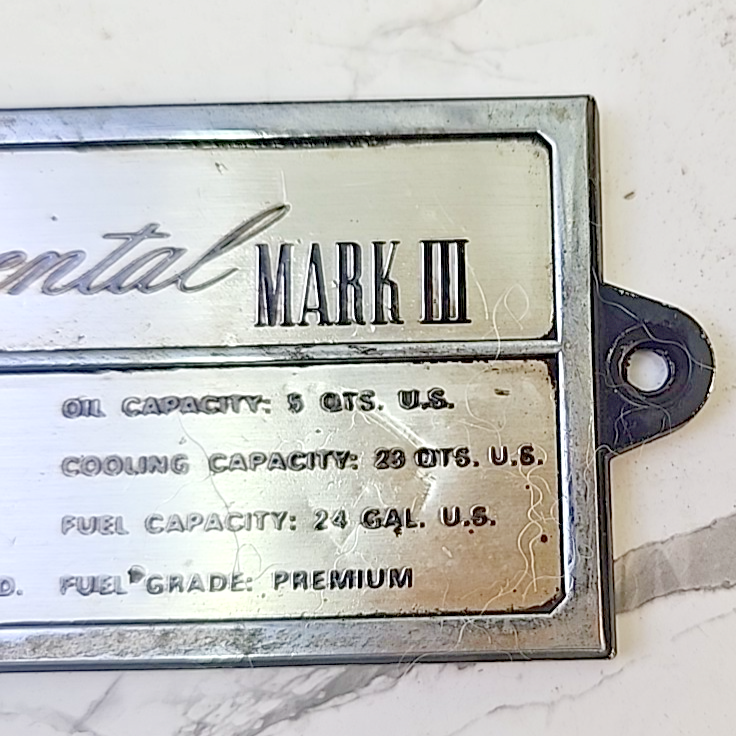 ental MARK III
OIL CAPACITY: 5 QTS. U.S.
COOLING CAPACITY: 23 QTS. U.S.
FUEL CAPACITY: 24 GAL. U.S.
D. FUEL GRADE: PREMIUM